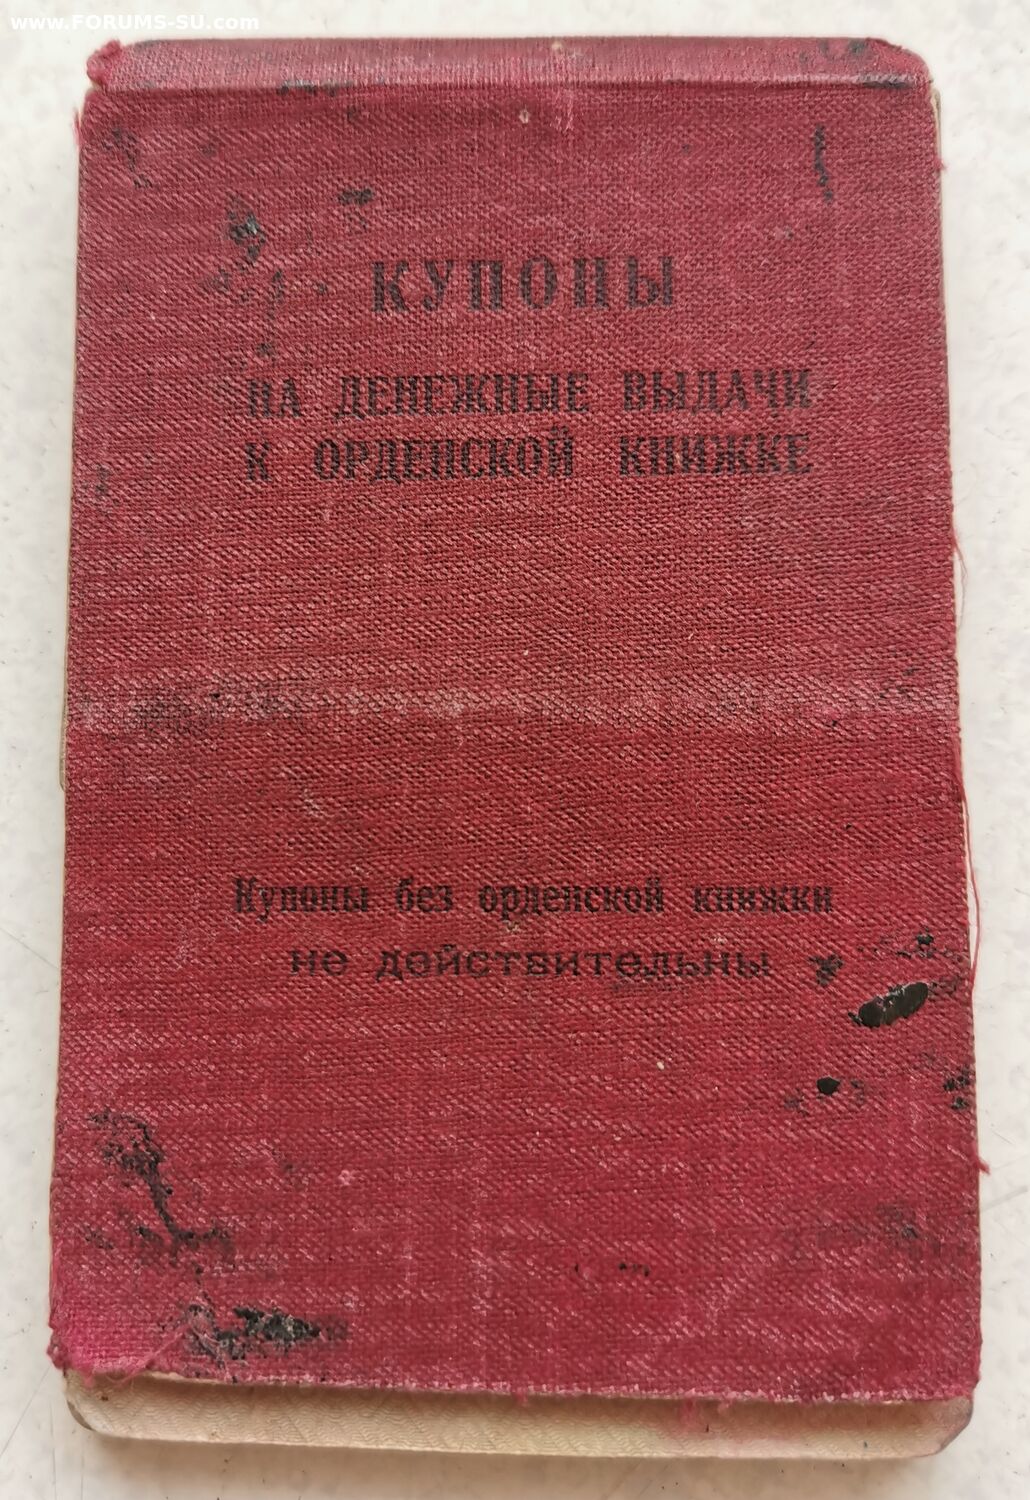 www.FORUMS-SU.com
КУПОНЫ
НА ДЕНЕЖНЫЕ ВЫДАЧИ
К ОРДЕНСКОЙ КНИЖКЕ
Купоны без орденской книжки
не действительны